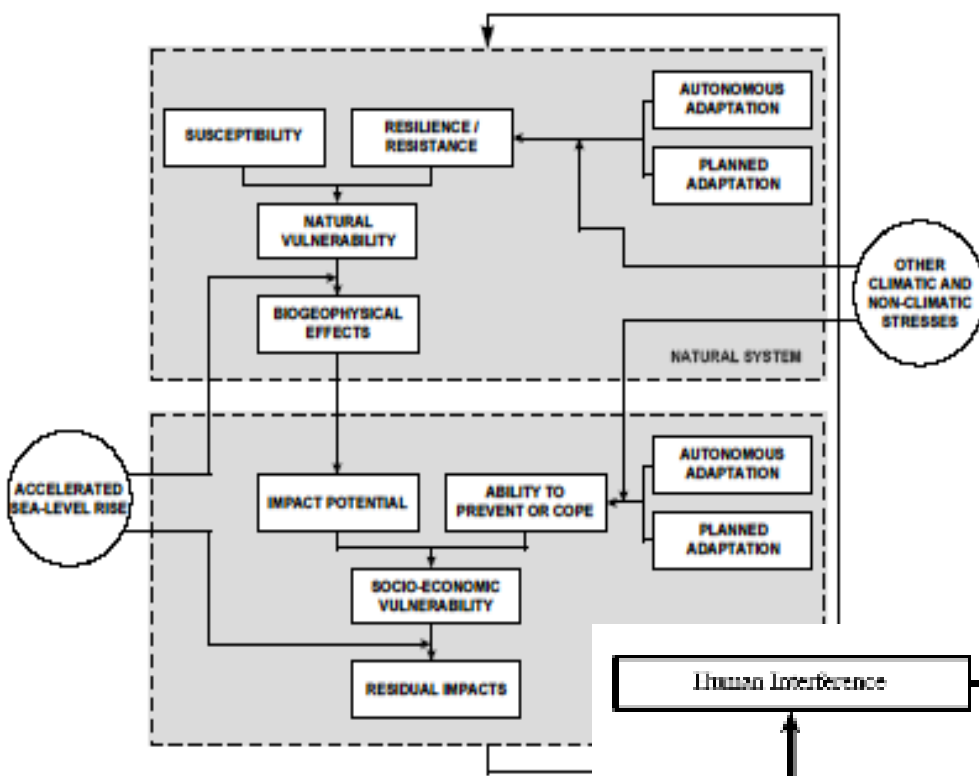 AUTONOMOUS
ADAPTATION
SUSCEPTIBILITY
RESILIENCE /
RESISTANCE
PLANNED
ADAPTATION
NATURAL
VULNERABILITY
OTHER
CLIMATIC AND
NON-CLIMATIC
STRESSES
BIOGEOPHYSICAL
EFFECTS
NATURAL SYSTEM
AUTONOMOUS
ADAPTATION
ACCELERATED
SEA-LEVEL RISE
IMPACT POTENTIAL
ABILITY TO
PREVENT OR COPE
PLANNED
ADAPTATION
SOCIO-ECONOMIC
VULNERABILITY
RESIDUAL IMPACTS
Human Interference